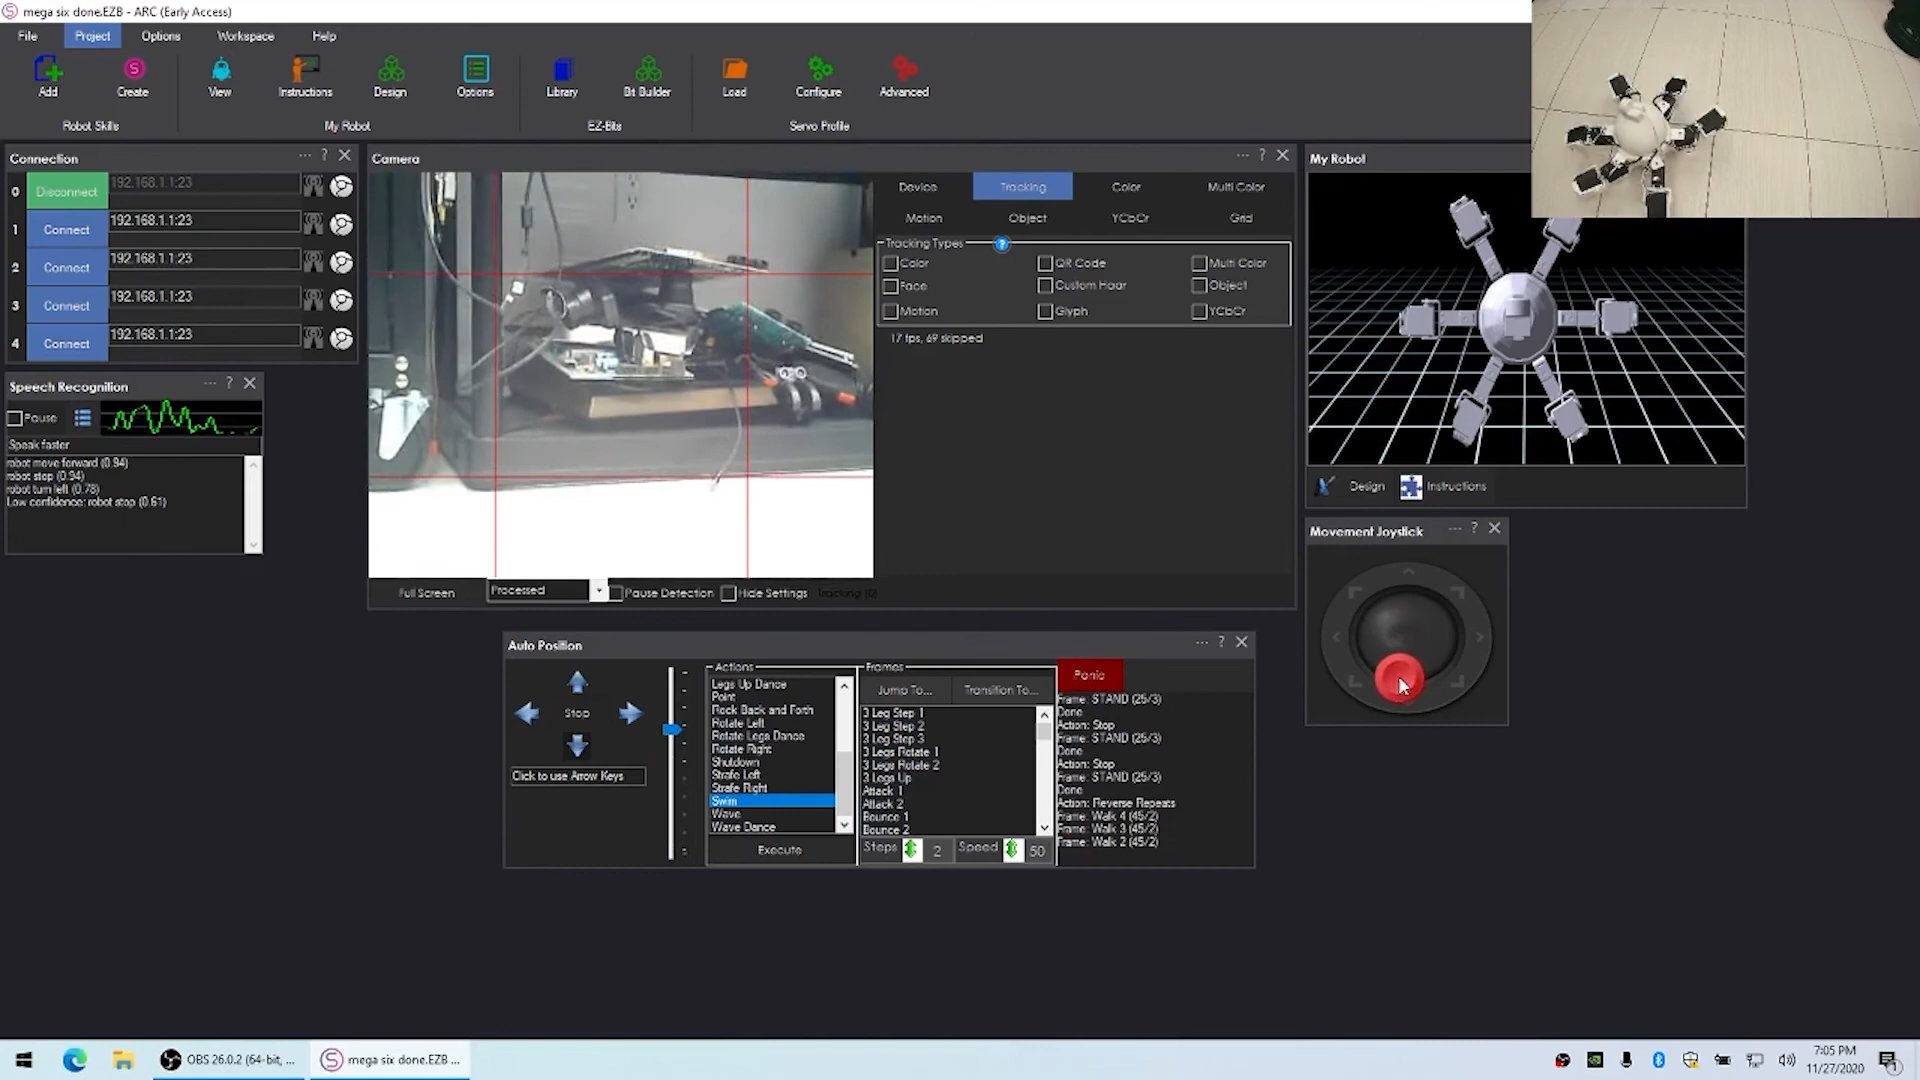 mega six done.EZB - ARC (Early Access)
File Project Options Workspace Help
Add Create View Instructions Design Options Library Bit Builder Load Configure Advanced
Robot Skills My Robot EZ-Bits Servo Profile
Connection ... ?
0 Disconnect 192.168.1.1:23
1 Connect 192.168.1.1:23
2 Connect 192.168.1.1:23
3 Connect 192.168.1.1:23
4 Connect 192.168.1.1:23
Speech Recognition ... ?
Pause
Speak faster
robot move forward (0.94)
robot stop (0.94)
robot turn left (0.78)
Low confidence: robot stop (0.61)
Camera ... ?
Device Tracking Color Multi Color
Motion Object YCbCr Grid
Tracking Types ?
Color QR Code Multi Color
Face Custom Haar Object
Motion Glyph YCbCr
17 fps, 69 skipped
Full Screen Processed Pause Detection Hide Settings Tracking (0)
My Robot
Design Instructions
Movement Joystick ... ?
Auto Position ... ?
Stop
Click to use Arrow Keys
Actions
Legs Up Dance
Point
Rock Back and Forth
Rotate Left
Rotate Legs Dance
Rotate Right
Shutdown
Strafe Left
Strafe Right
Swim
Wave
Wave Dance
Execute
Frames
Jump To... Transition To...
3 Leg Step 1
3 Leg Step 2
3 Leg Step 3
3 Legs Rotate 1
3 Legs Rotate 2
3 Legs Up
Attack 1
Attack 2
Bounce 1
Bounce 2
Steps 2 Speed 50
Panic
Frame: STAND (25/3)
Done
Action: Stop
Frame: STAND (25/3)
Done
Action: Stop
Frame: STAND (25/3)
Done
Action: Reverse Repeats
Frame: Walk 4 (45/2)
Frame: Walk 3 (45/2)
Frame: Walk 2 (45/2)
OBS 26.0.2 (64-bit, ...
mega six done.EZB ...
7:05 PM
11/27/2020
1